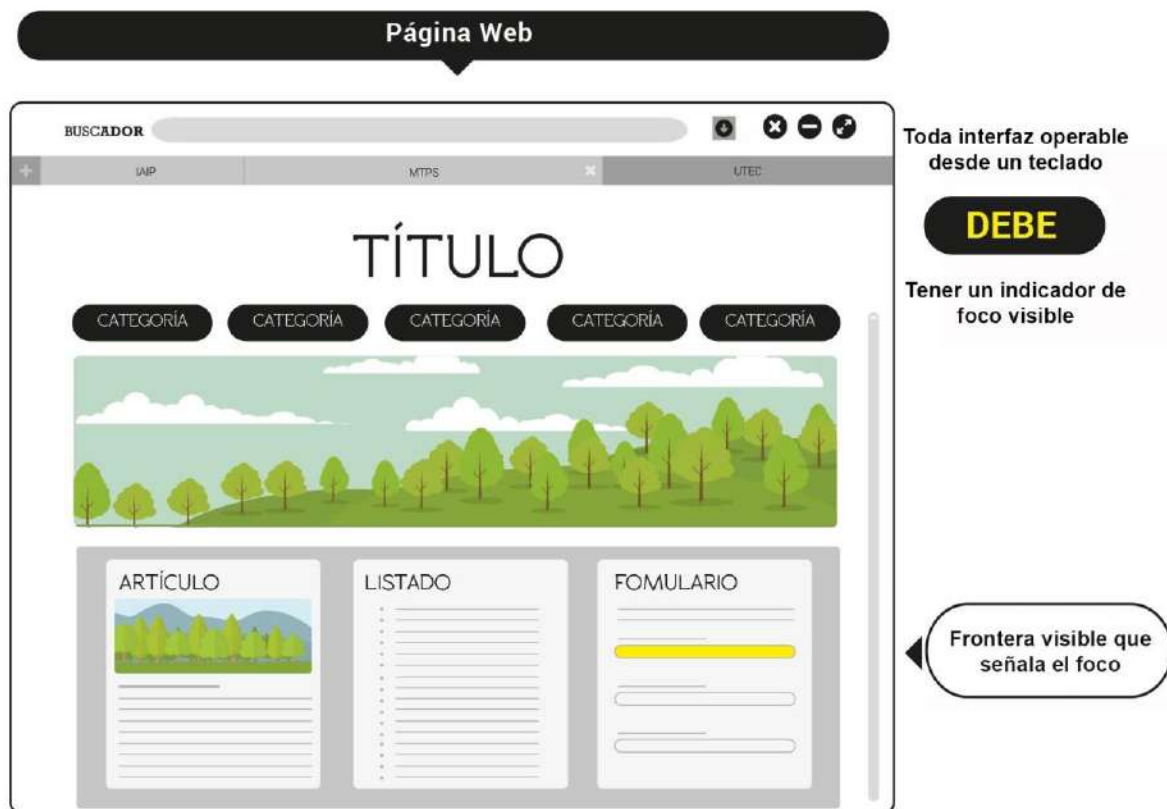 Página Web
BUSCADOR
IAIP
MTPS
UTEC
Toda interfaz operable
desde un teclado
DEBE
Tener un indicador de
foco visible
TÍTULO
CATEGORÍA
CATEGORÍA
CATEGORÍA
CATEGORÍA
CATEGORÍA
ARTÍCULO
LISTADO
FOMULARIO
Frontera visible que
señala el foco